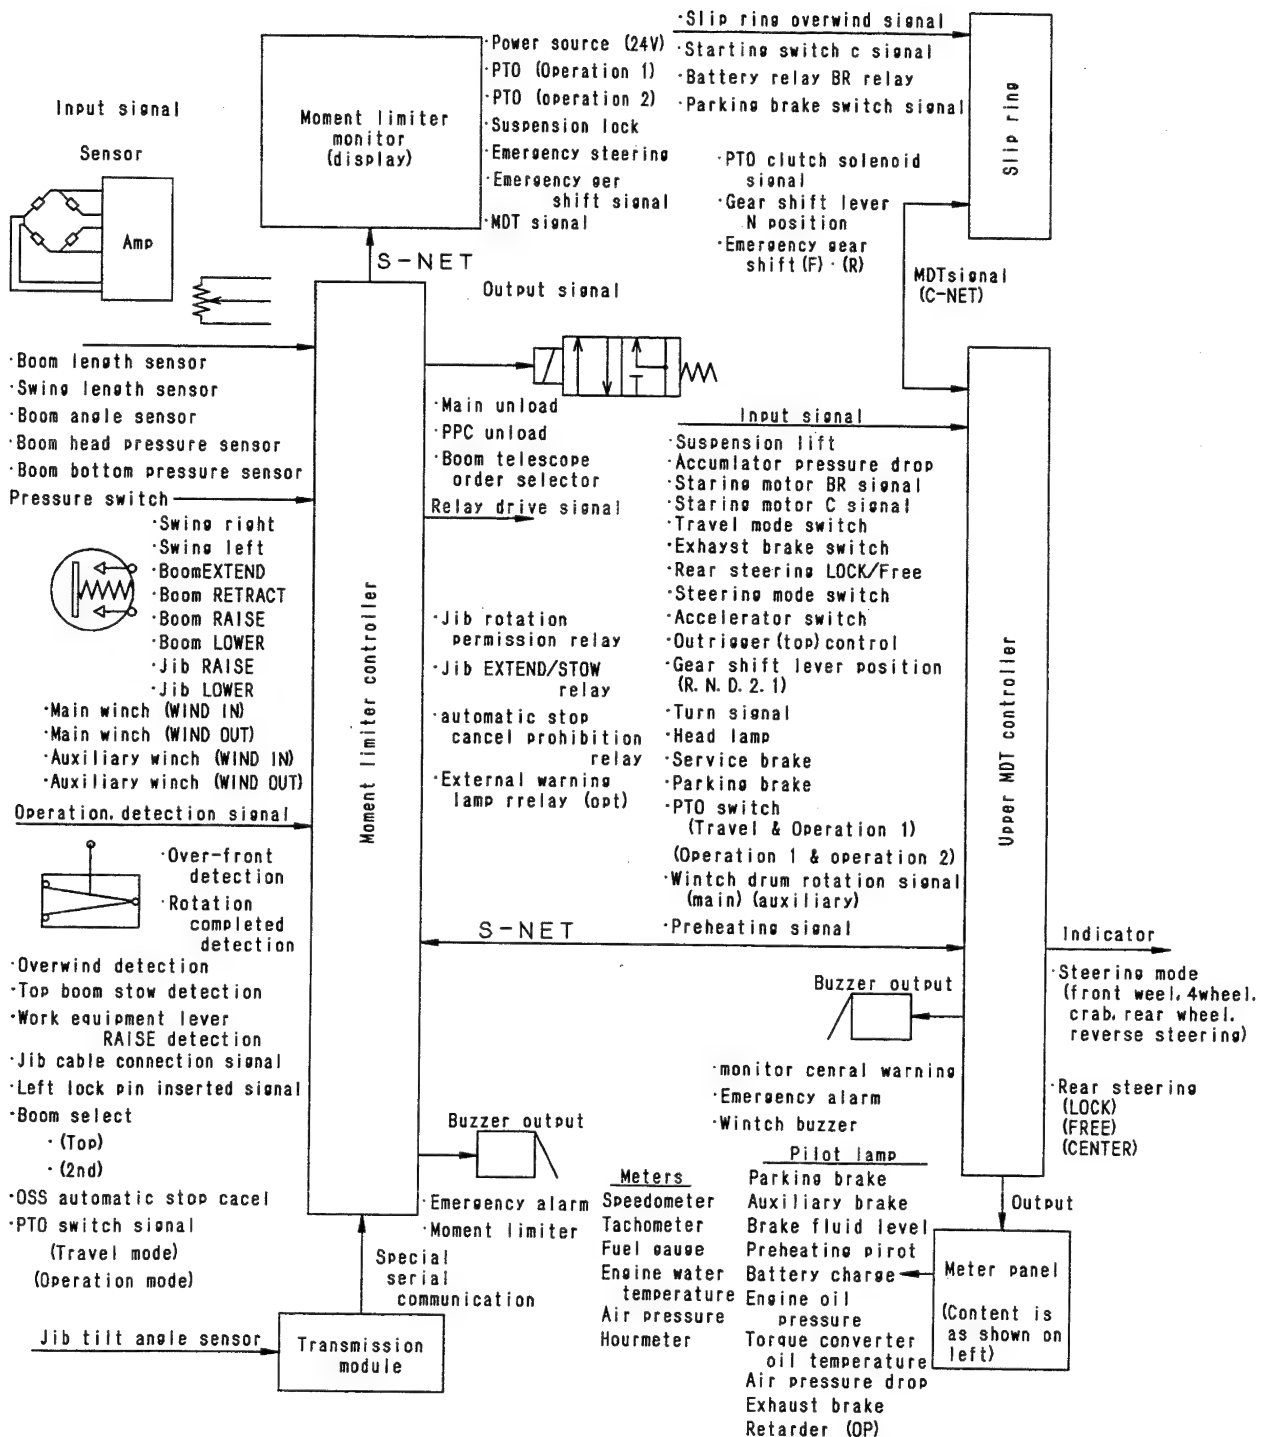 Input signal
Sensor
Amp
Moment limiter
monitor
(display)
·Power source (24V)
·PTO (Operation 1)
·PTO (operation 2)
·Suspension lock
·Emergency steering
·Emergency ger
shift signal
·MDT signal
·Slip ring overwind signal
·Starting switch c signal
·Battery relay BR relay
·Parking brake switch signal
Slip ring
·PTO clutch solenoid
signal
·Gear shift lever
N position
·Emergency gear
shift (F) · (R)
MDTsignal
(C-NET)
S-NET
Output signal
·Boom length sensor
·Swing length sensor
·Boom angle sensor
·Boom head pressure sensor
·Boom bottom pressure sensor
Pressure switch
·Swing right
·Swing left
·BoomEXTEND
·Boom RETRACT
·Boom RAISE
·Boom LOWER
·Jib RAISE
·Jib LOWER
·Main winch (WIND IN)
·Main winch (WIND OUT)
·Auxiliary winch (WIND IN)
·Auxiliary winch (WIND OUT)
Operation. detection signal
·Over-front
detection
·Rotation
completed
detection
·Overwind detection
·Top boom stow detection
·Work equipment lever
RAISE detection
·Jib cable connection signal
·Left lock pin inserted signal
·Boom select
·(Top)
·(2nd)
·OSS automatic stop cacel
·PTO switch signal
(Travel mode)
(Operation mode)
Jib tilt angle sensor
Transmission
module
Special
serial
communication
Moment limiter controller
·Main unload
·PPC unload
·Boom telescope
order selector
Relay drive signal
·Jib rotation
permission relay
·Jib EXTEND/STOW
relay
·automatic stop
cancel prohibition
relay
·External warning
lamp rrelay (opt)
S-NET
Buzzer output
·Emergency alarm
·Moment limiter
Input signal
·Suspension lift
·Accumlator pressure drop
·Staring motor BR signal
·Staring motor C signal
·Travel mode switch
·Exhayst brake switch
·Rear steering LOCK/Free
·Steering mode switch
·Accelerator switch
·Outrigger (top) control
·Gear shift lever position
(R. N. D. 2. 1)
·Turn signal
·Head lamp
·Service brake
·Parking brake
·PTO switch
(Travel & Operation 1)
(Operation 1 & operation 2)
·Wintch drum rotation signal
(main) (auxiliary)
·Preheating signal
Upper MDT controller
Indicator
·Steering mode
(front weel. 4wheel.
crab. rear wheel.
reverse steering)
·Rear steering
(LOCK)
(FREE)
(CENTER)
Buzzer output
·monitor cenral warning
·Emergency alarm
·Wintch buzzer
Output
Meter panel
(Content is
as shown on
left)
Meters
Speedometer
Tachometer
Fuel gauge
Engine water
temperature
Air pressure
Hourmeter
Pilot lamp
Parking brake
Auxiliary brake
Brake fluid level
Preheating pirot
Battery charge
Engine oil
pressure
Torque converter
oil temperature
Air pressure drop
Exhaust brake
Retarder (OP)